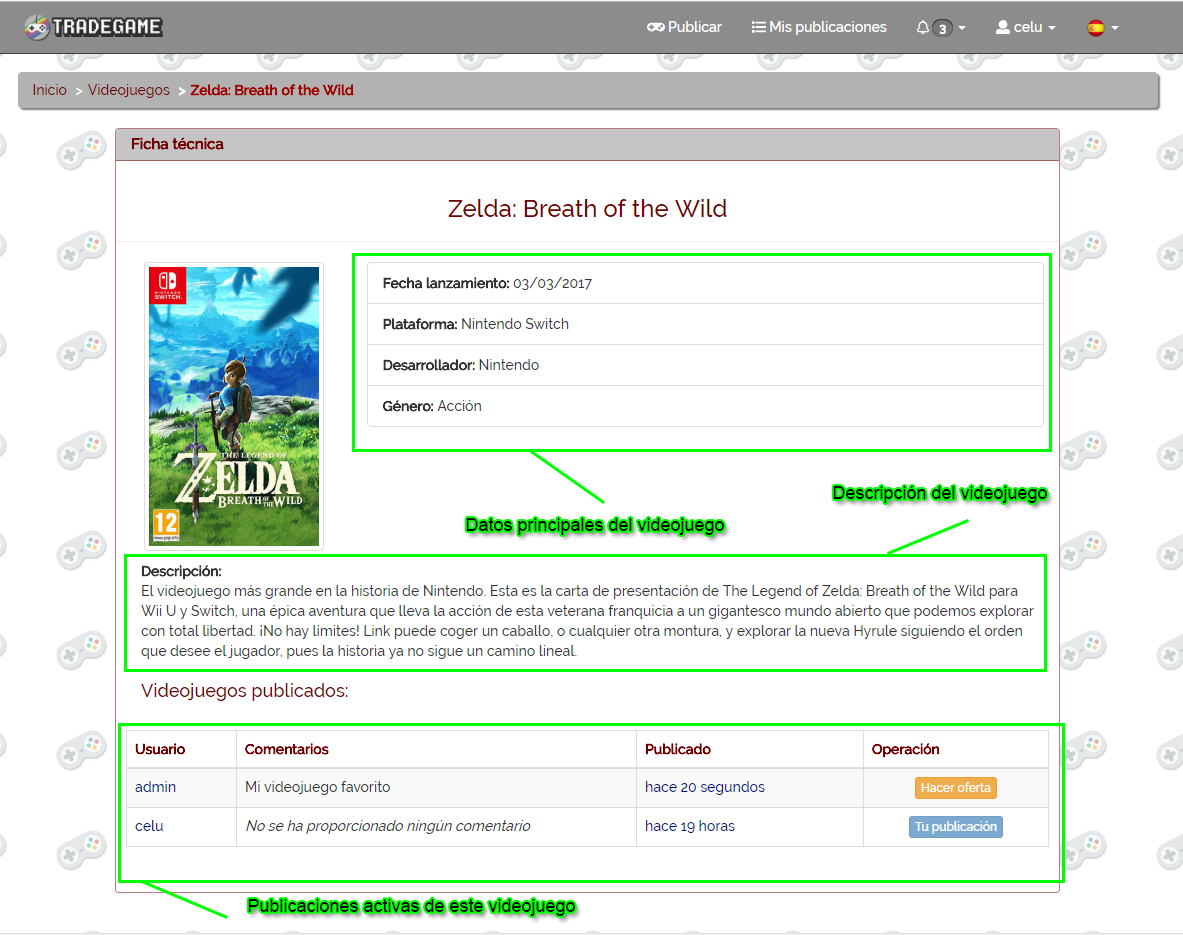 TRADEGAME
Publicar
Mis publicaciones
3
celu
Inicio > Videojuegos > Zelda: Breath of the Wild
Ficha técnica
Zelda: Breath of the Wild
NINTENDO
SWITCH
THE LEGEND OF
ZELDA
BREATH OF THE WILD
12
www.pegi.info
Fecha lanzamiento: 03/03/2017
Plataforma: Nintendo Switch
Desarrollador: Nintendo
Género: Acción
Descripción del videojuego
Datos principales del videojuego
Descripción:
El videojuego más grande en la historia de Nintendo. Esta es la carta de presentación de The Legend of Zelda: Breath of the Wild para
Wii U y Switch, una épica aventura que lleva la acción de esta veterana franquicia a un gigantesco mundo abierto que podemos explorar
con total libertad. ¡No hay límites! Link puede coger un caballo, o cualquier otra montura, y explorar la nueva Hyrule siguiendo el orden
que desee el jugador, pues la historia ya no sigue un camino lineal.
Videojuegos publicados:
Usuario Comentarios Publicado Operación
admin Mi videojuego favorito hace 20 segundos Hacer oferta
celu No se ha proporcionado ningún comentario hace 19 horas Tu publicación
Publicaciones activas de este videojuego